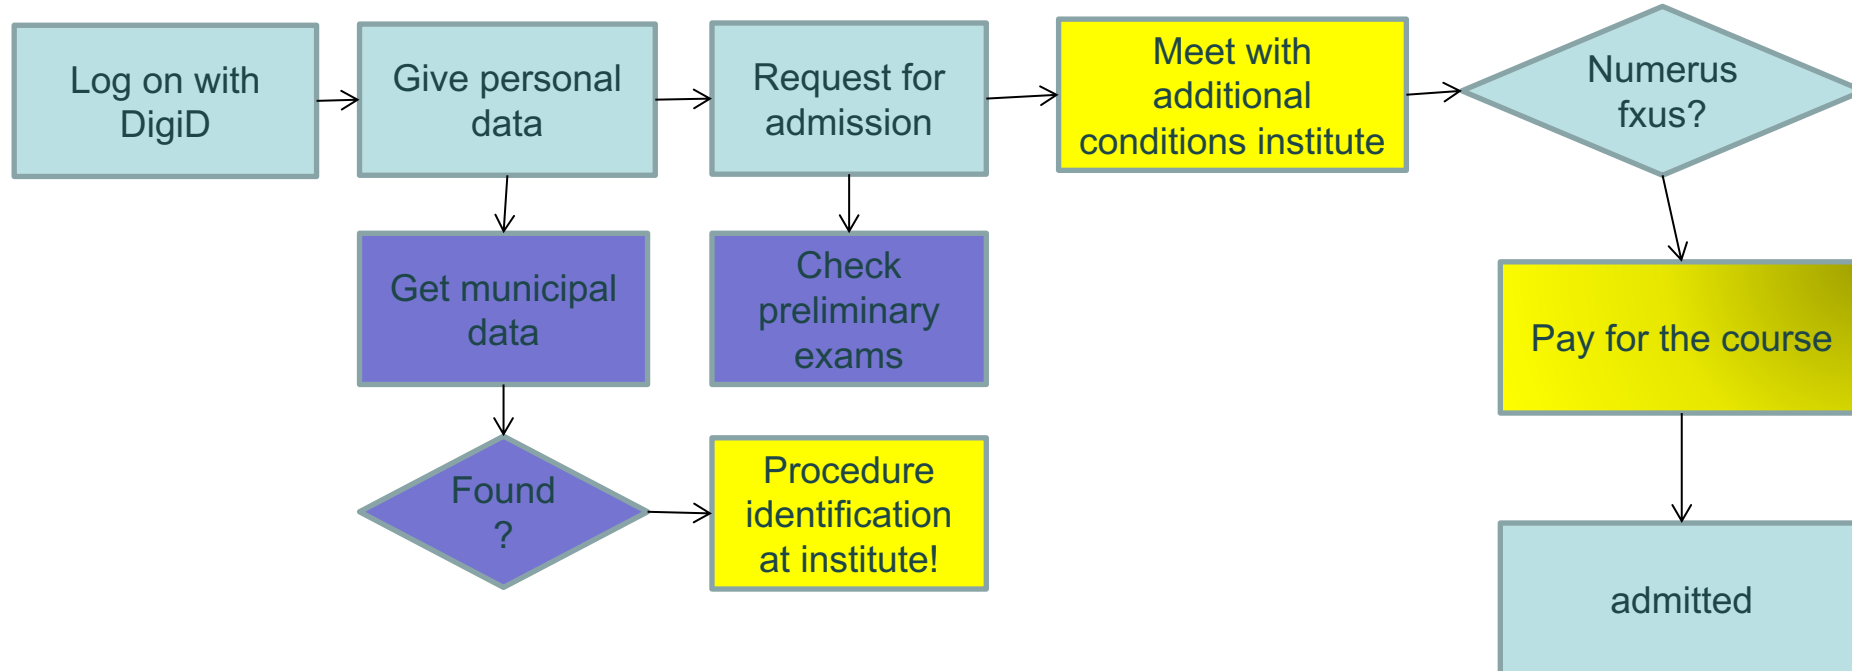 Log on with
DigiD
Give personal
data
Request for
admission
Meet with
additional
conditions institute
Numerus
fxus?
Get municipal
data
Check
preliminary
exams
Pay for the course
Found
?
Procedure
identification
at institute!
admitted